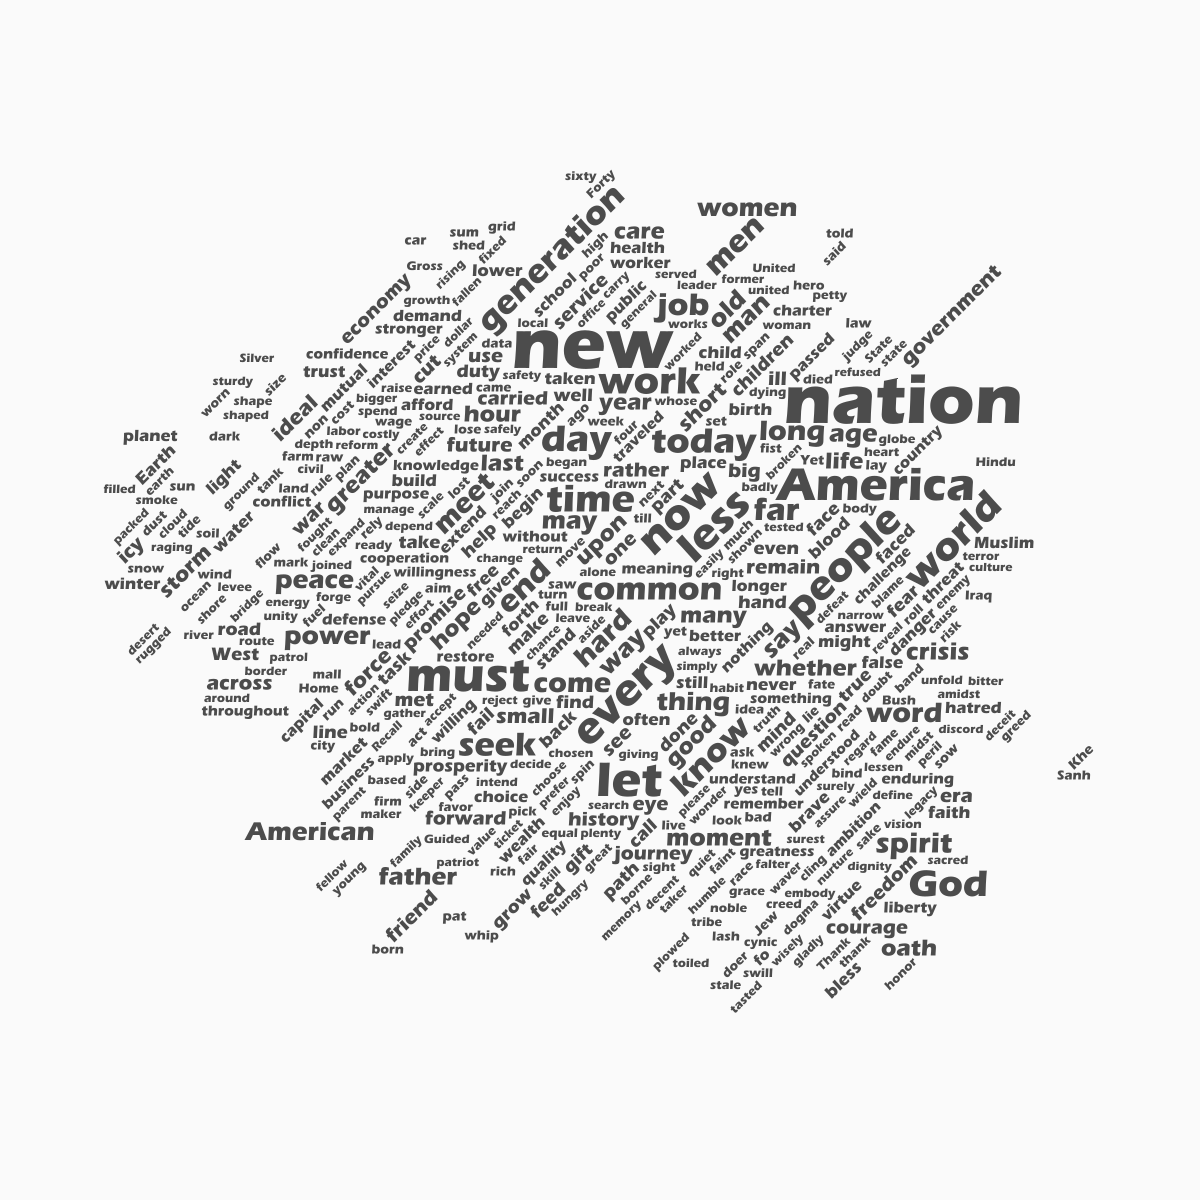 sixty
Forty
generation
women
men
care
health
worker
high
poor
school
service
office
carry
public
general
served
leader
former
United
united
hero
petty
told
said
car
sum
grid
shed
fixed
Gross
rising
lower
growth
fallen
economy
demand
stronger
price
dollar
system
local
data
new
job
works
worked
old
man
charter
woman
law
judge
State
state
government
Silver
confidence
interest
cut
use
trust
mutual
duty
safety
taken
work
child
held
role
span
children
passed
ill
died
refused
dying
nation
sturdy
size
worn
shape
shaped
ideal
non
cost
raise
earned
came
bigger
spend
afford
wage
source
carried
well
hour
month
ago
year
whose
short
birth
set
planet
dark
labor
costly
create
effect
lose
safely
future
week
four
traveled
day
today
fist
long
age
globe
country
depth
reform
farm
raw
civil
rule
plan
greater
knowledge
last
soon
began
rather
place
big
broken
Yet
life
heart
lay
Hindu
Earth
earth
sun
filled
smoke
light
ground
tank
land
conflict
war
build
purpose
manage
scale
lost
meet
join
reach
begin
success
drawn
time
next
part
badly
America
now
less
far
body
packed
dust
cloud
tide
icy
raging
soil
storm
water
fought
clean
expand
rely
depend
ready
take
extend
help
without
return
may
till
upon
one
move
much
easily
shown
tested
face
blood
people
faced
challenge
world
Muslim
terror
culture
snow
winter
wind
ocean
levee
shore
flow
mark
joined
cooperation
change
peace
vital
pursue
willingness
free
given
end
alone
meaning
right
even
remain
longer
blame
fear
threat
enemy
Iraq
bridge
energy
forge
fuel
unity
defense
seize
pledge
effort
aim
promise
hope
needed
saw
turn
forth
make
full
break
leave
common
hand
many
say
defeat
narrow
answer
might
reveal
roll
danger
cause
risk
desert
rugged
river
road
route
power
lead
force
task
restore
chance
stand
aside
hard
way
play
yet
better
always
nothing
real
whether
false
crisis
West
patrol
border
across
around
throughout
mall
Home
capital
run
action
swift
must
come
every
simply
still
habit
never
fate
true
doubt
band
unfold
bitter
amidst
hatred
met
gather
accept
act
willing
fail
reject
give
find
small
thing
something
idea
truth
wrong
lie
Bush
word
question
line
city
bold
Recall
market
apply
bring
seek
back
see
often
done
good
know
mind
ask
knew
spoken
read
understood
regard
fame
endure
midst
peril
discord
sow
deceit
greed
Khe
Sanh
business
parent
based
side
keeper
prosperity
decide
chosen
giving
choose
prefer
spin
let
understand
yes
tell
bind
surely
lessen
enduring
firm
maker
pass
favor
intend
choice
pick
enjoy
search
eye
please
wonder
remember
brave
assure
wield
define
legacy
era
faith
American
forward
value
ticket
wealth
history
equal
plenty
call
live
look
bad
moment
surest
ambition
sake
vision
spirit
fellow
young
family
Guided
patriot
father
rich
fair
quality
skill
gift
great
journey
sight
path
quiet
faint
greatness
race
falter
waver
cling
nurture
dignity
sacred
God
friend
born
pat
whip
grow
feed
hungry
memory
borne
decent
taker
humble
grace
noble
tribe
embody
creed
dogma
virtue
freedom
liberty
courage
oath
plowed
toiled
lash
cynic
Jew
doer
fo
wisely
gladly
swill
stale
tasted
Thank
thank
bless
honor